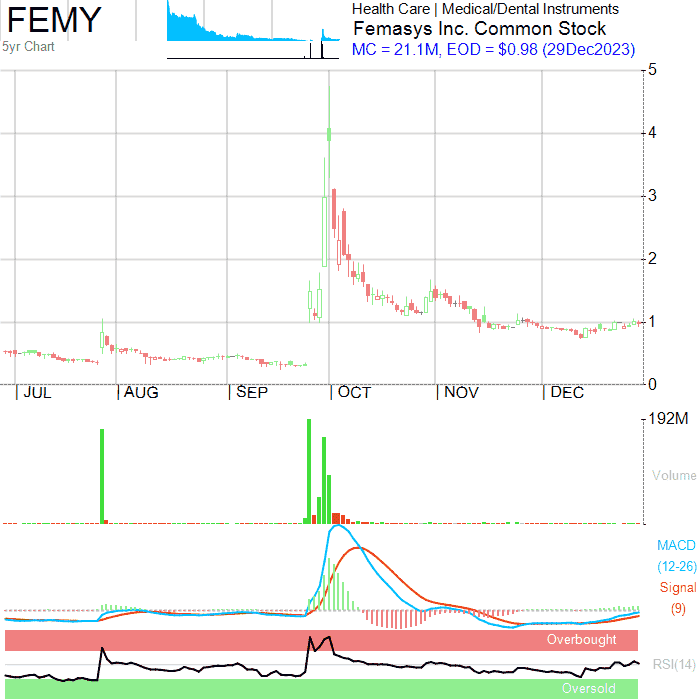 FEMY
5yr Chart
Health Care | Medical/Dental Instruments
Femasys Inc. Common Stock
MC = 21.1M, EOD = $0.98 (29Dec2023)
5
4
3
2
1
0
JUL AUG SEP OCT NOV DEC
192M
Volume
MACD
(12-26)
Signal
(9)
Overbought
RSI(14)
Oversold